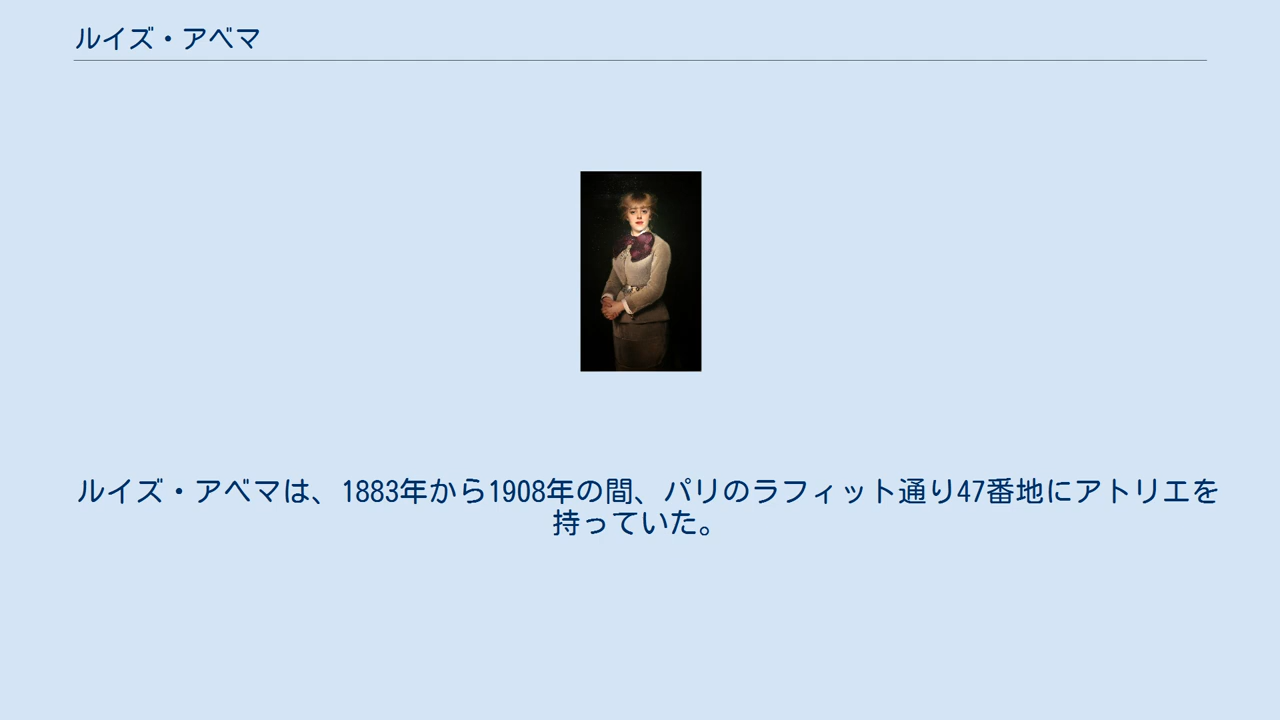 ルイズ・アベマ
ルイズ・アベマは、1883年から1908年の間、パリのラフィット通り47番地にアトリエを
持っていた。